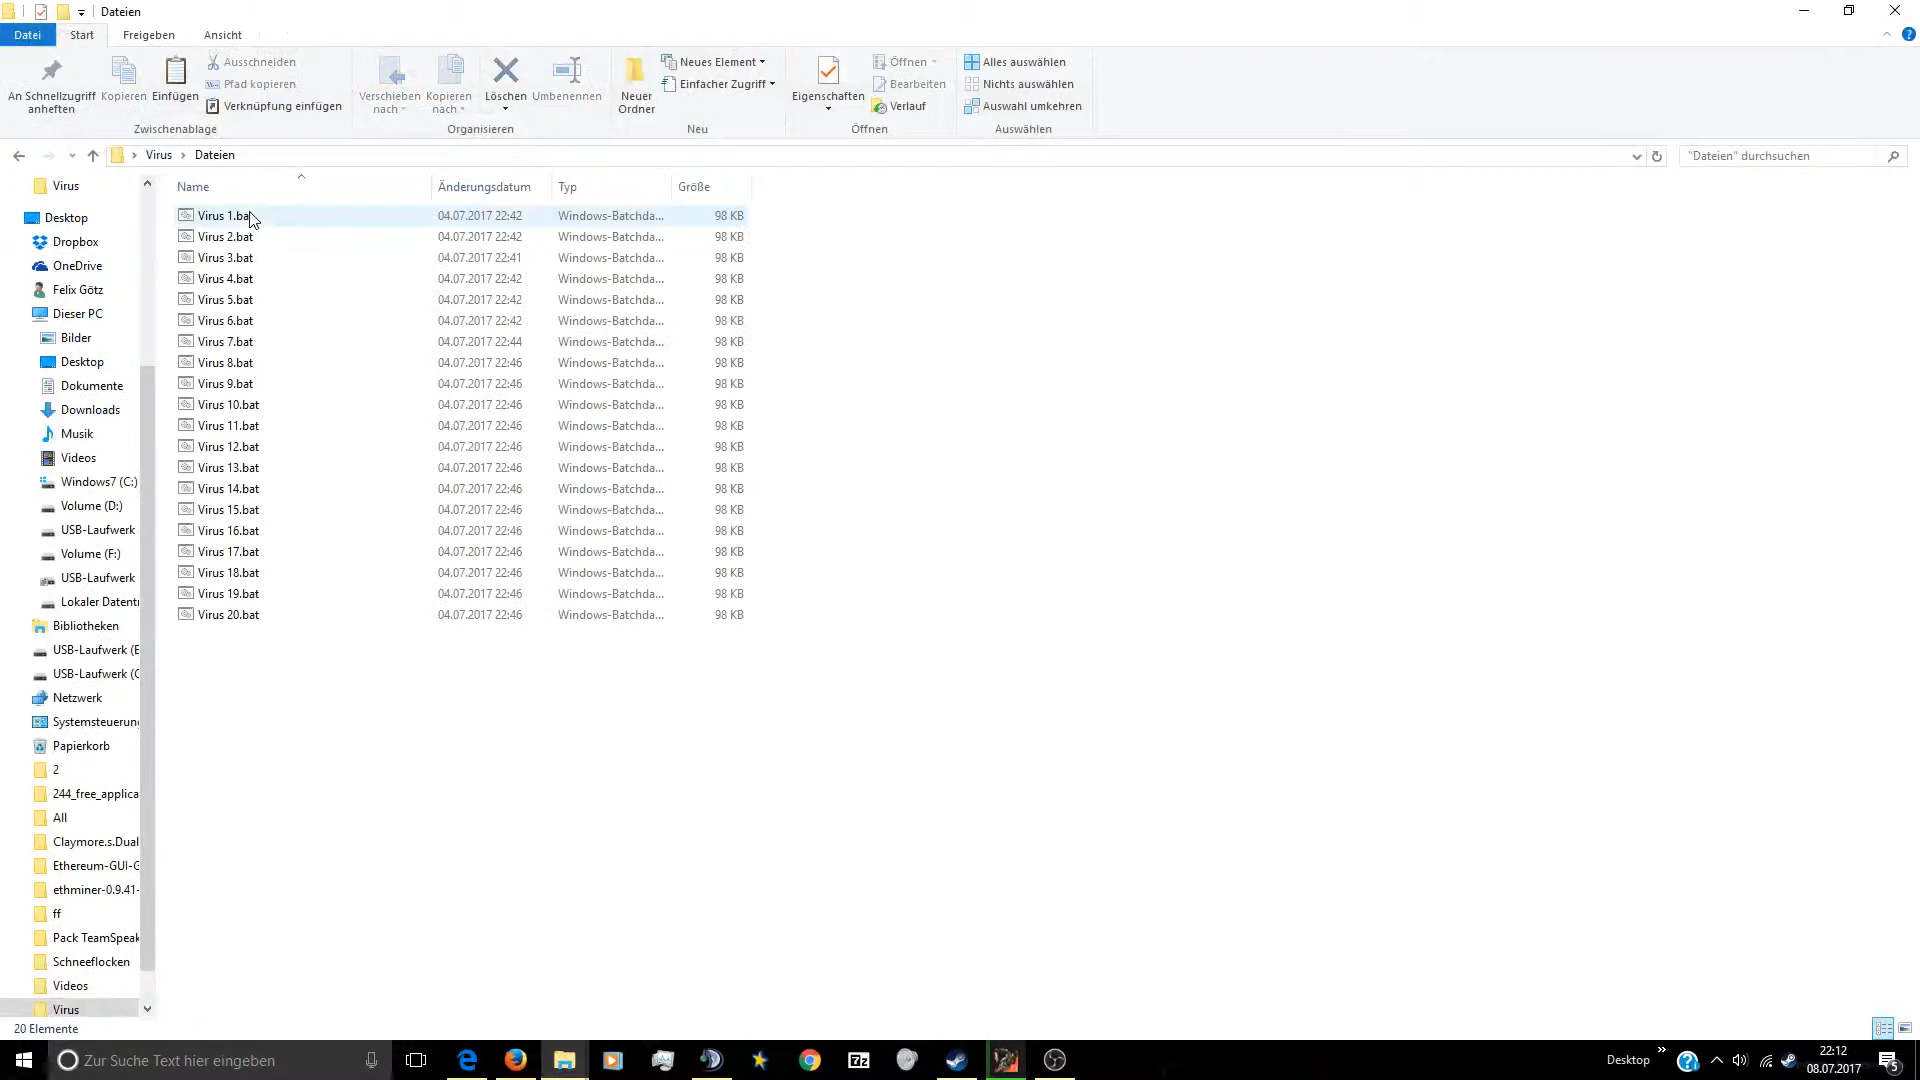 Dateien
Datei Start Freigeben Ansicht
An Schnellzugriff anheften
Kopieren
Einfügen
Ausschneiden
Pfad kopieren
Verknüpfung einfügen
Zwischenablage
Verschieben nach
Kopieren nach
Löschen
Umbenennen
Organisieren
Neuer Ordner
Neues Element
Einfacher Zugriff
Neu
Eigenschaften
Öffnen
Bearbeiten
Verlauf
Öffnen
Alles auswählen
Nichts auswählen
Auswahl umkehren
Auswählen
Virus Dateien
"Dateien" durchsuchen
Virus
Desktop
Dropbox
OneDrive
Felix Götz
Dieser PC
Bilder
Desktop
Dokumente
Downloads
Musik
Videos
Windows7 (C:)
Volume (D:)
USB-Laufwerk
Volume (F:)
USB-Laufwerk
Lokaler Datent
Bibliotheken
USB-Laufwerk (E
USB-Laufwerk (G
Netzwerk
Systemsteuerung
Papierkorb
2
244_free_applica
All
Claymore.s.Dual
Ethereum-GUI-G
ethminer-0.9.41-
ff
Pack TeamSpeak
Schneeflocken
Videos
Virus
Name Änderungsdatum Typ Größe
Virus 1.bat 04.07.2017 22:42 Windows-Batchda... 98 KB
Virus 2.bat 04.07.2017 22:42 Windows-Batchda... 98 KB
Virus 3.bat 04.07.2017 22:41 Windows-Batchda... 98 KB
Virus 4.bat 04.07.2017 22:42 Windows-Batchda... 98 KB
Virus 5.bat 04.07.2017 22:42 Windows-Batchda... 98 KB
Virus 6.bat 04.07.2017 22:42 Windows-Batchda... 98 KB
Virus 7.bat 04.07.2017 22:44 Windows-Batchda... 98 KB
Virus 8.bat 04.07.2017 22:46 Windows-Batchda... 98 KB
Virus 9.bat 04.07.2017 22:46 Windows-Batchda... 98 KB
Virus 10.bat 04.07.2017 22:46 Windows-Batchda... 98 KB
Virus 11.bat 04.07.2017 22:46 Windows-Batchda... 98 KB
Virus 12.bat 04.07.2017 22:46 Windows-Batchda... 98 KB
Virus 13.bat 04.07.2017 22:46 Windows-Batchda... 98 KB
Virus 14.bat 04.07.2017 22:46 Windows-Batchda... 98 KB
Virus 15.bat 04.07.2017 22:46 Windows-Batchda... 98 KB
Virus 16.bat 04.07.2017 22:46 Windows-Batchda... 98 KB
Virus 17.bat 04.07.2017 22:46 Windows-Batchda... 98 KB
Virus 18.bat 04.07.2017 22:46 Windows-Batchda... 98 KB
Virus 19.bat 04.07.2017 22:46 Windows-Batchda... 98 KB
Virus 20.bat 04.07.2017 22:46 Windows-Batchda... 98 KB
20 Elemente
Zur Suche Text hier eingeben
7z
Desktop
22:12
08.07.2017
5